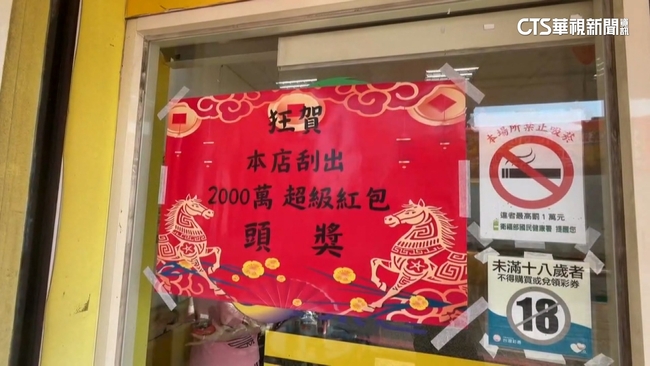 CTS華視新聞資訊
狂賀
本店刮出
2000萬 超級紅包
頭獎
本場所禁止吸菸
違者最高罰1萬元
衛福部國民健康署 提醒您
未滿十八歲者
不得購買或兌領彩券
18